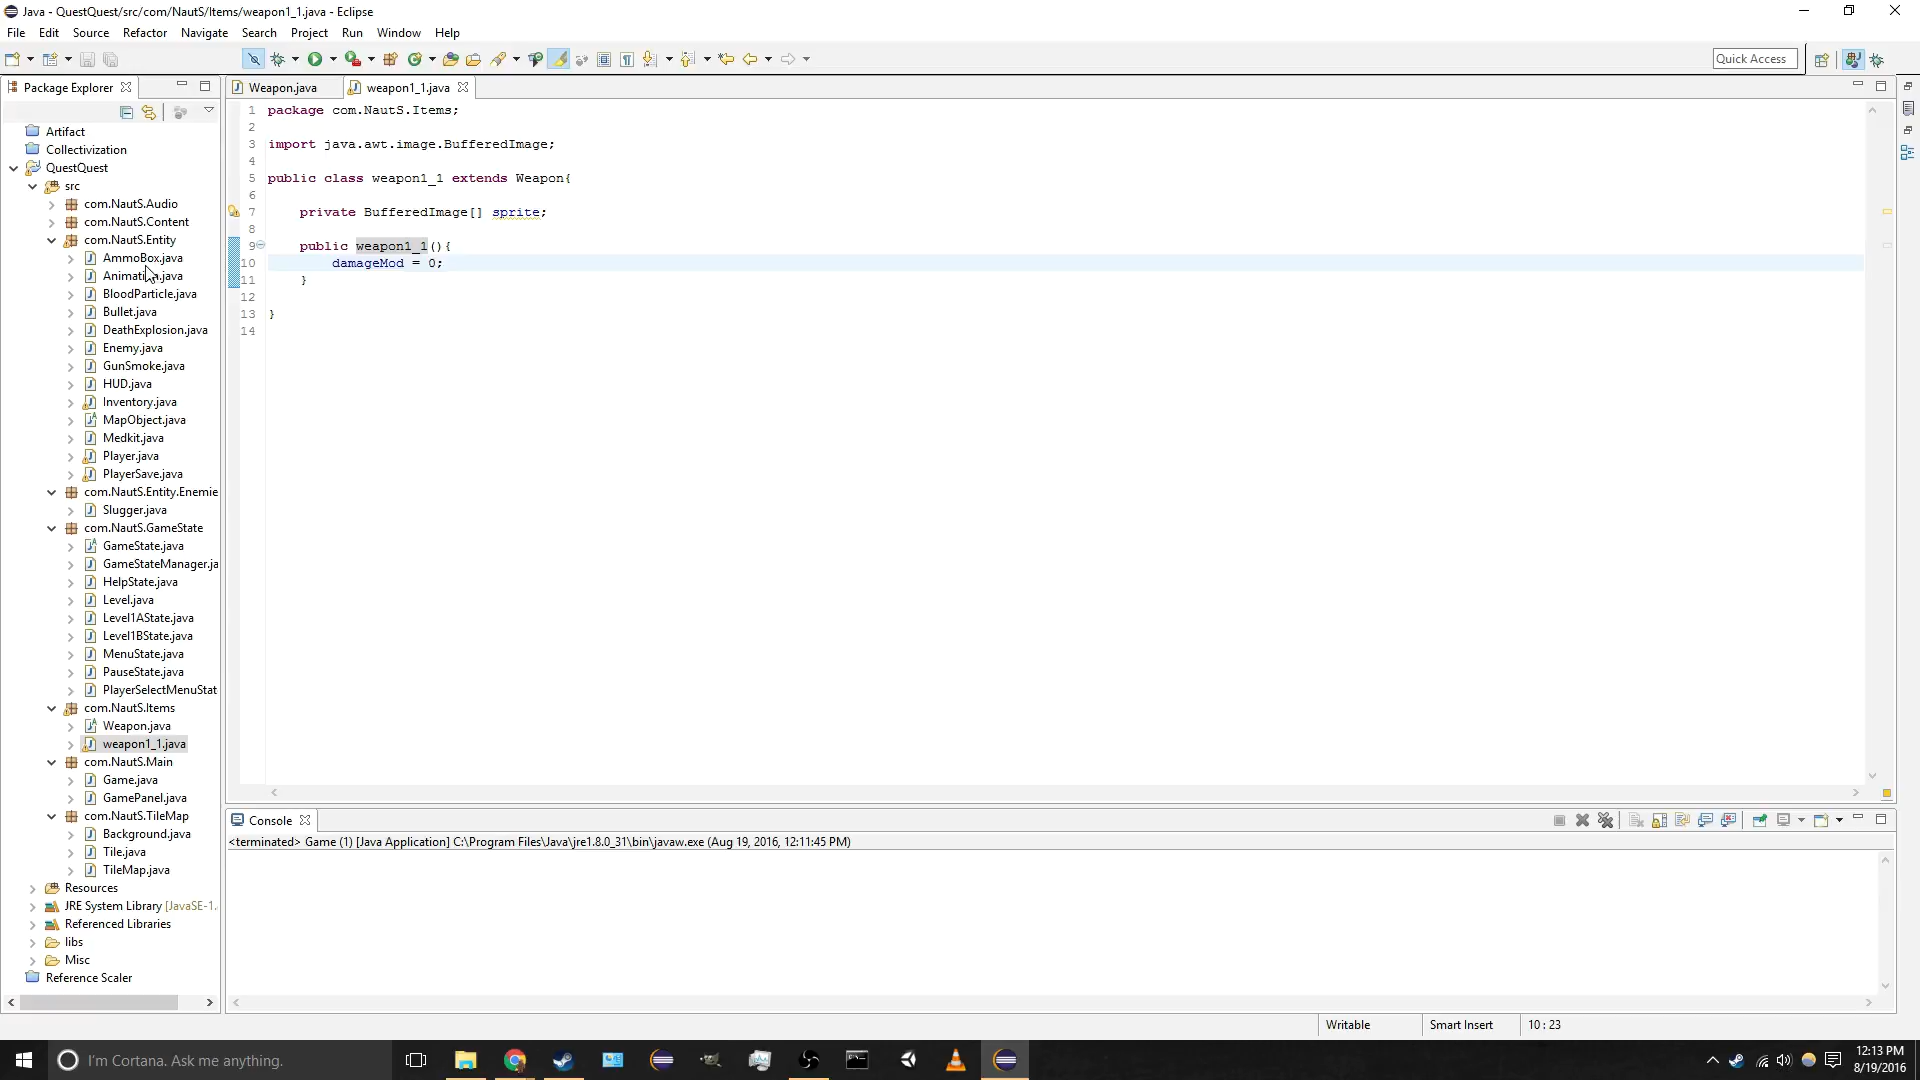 Java - QuestQuest/src/com/NautS/Items/weapon1_1.java - Eclipse
File Edit Source Refactor Navigate Search Project Run Window Help
Quick Access
Package Explorer
Weapon.java
weapon1_1.java
Artifact
Collectivization
QuestQuest
src
com.NautS.Audio
com.NautS.Content
com.NautS.Entity
AmmoBox.java
Animation.java
BloodParticle.java
Bullet.java
DeathExplosion.java
Enemy.java
GunSmoke.java
HUD.java
Inventory.java
MapObject.java
Medkit.java
Player.java
PlayerSave.java
com.NautS.Entity.Enemie
Slugger.java
com.NautS.GameState
GameState.java
GameStateManager.ja
HelpState.java
Level.java
Level1AState.java
Level1BState.java
MenuState.java
PauseState.java
PlayerSelectMenuStat
com.NautS.Items
Weapon.java
weapon1_1.java
com.NautS.Main
Game.java
GamePanel.java
com.NautS.TileMap
Background.java
Tile.java
TileMap.java
Resources
JRE System Library [JavaSE-1.
Referenced Libraries
libs
Misc
Reference Scaler
1 package com.NautS.Items;
2
3 import java.awt.image.BufferedImage;
4
5 public class weapon1_1 extends Weapon{
6
7 private BufferedImage[] sprite;
8
9 public weapon1_1(){
10 damageMod = 0;
11 }
12
13 }
14
Console
<terminated> Game (1) [Java Application] C:\Program Files\Java\jre1.8.0_31\bin\javaw.exe (Aug 19, 2016, 12:11:45 PM)
Writable Smart Insert 10 : 23
I'm Cortana. Ask me anything.
12:13 PM
8/19/2016